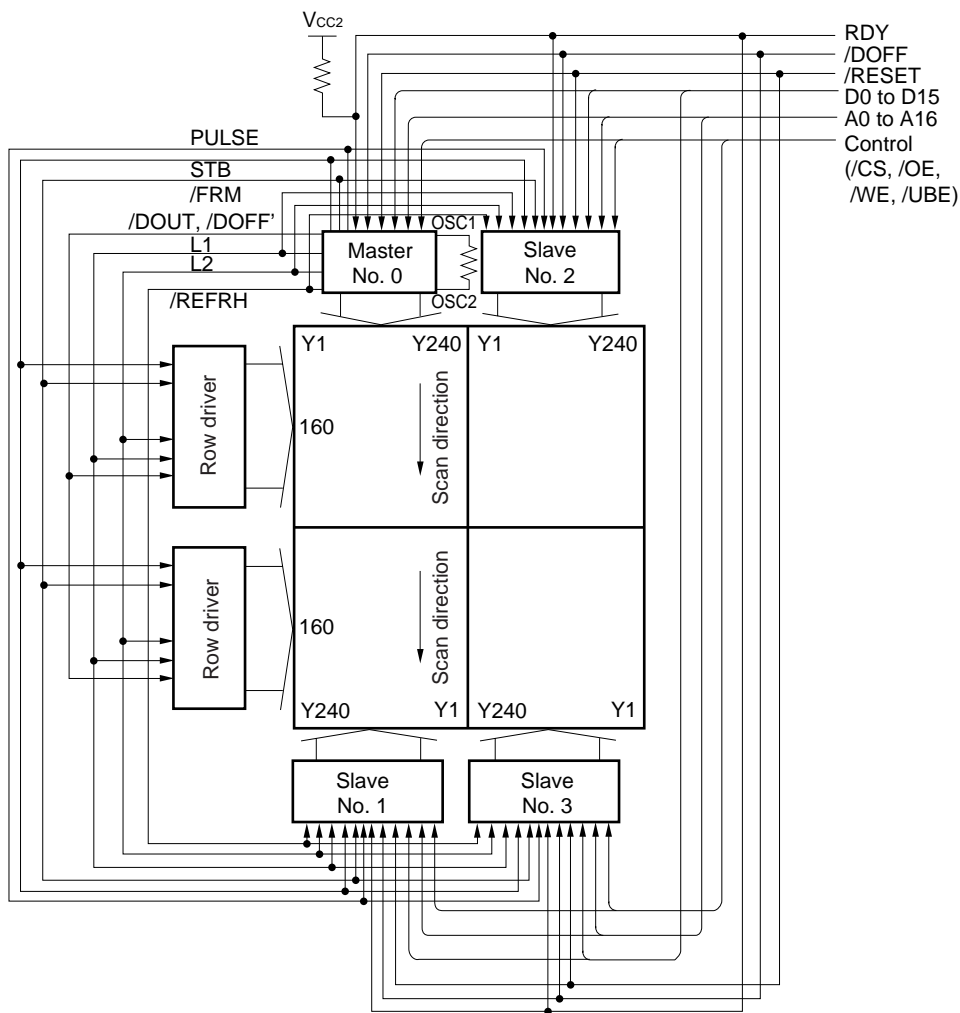 VCC2
RDY
/DOFF
/RESET
D0 to D15
A0 to A16
Control
(/CS, /OE,
/WE, /UBE)
PULSE
STB
/FRM
/DOUT, /DOFF’
L1
L2
/REFRH
OSC1
OSC2
Master
No. 0
Slave
No. 2
Y1
Y240
Y1
Y240
Row driver
160
Scan direction
Row driver
160
Scan direction
Y240
Y1
Y240
Y1
Slave
No. 1
Slave
No. 3